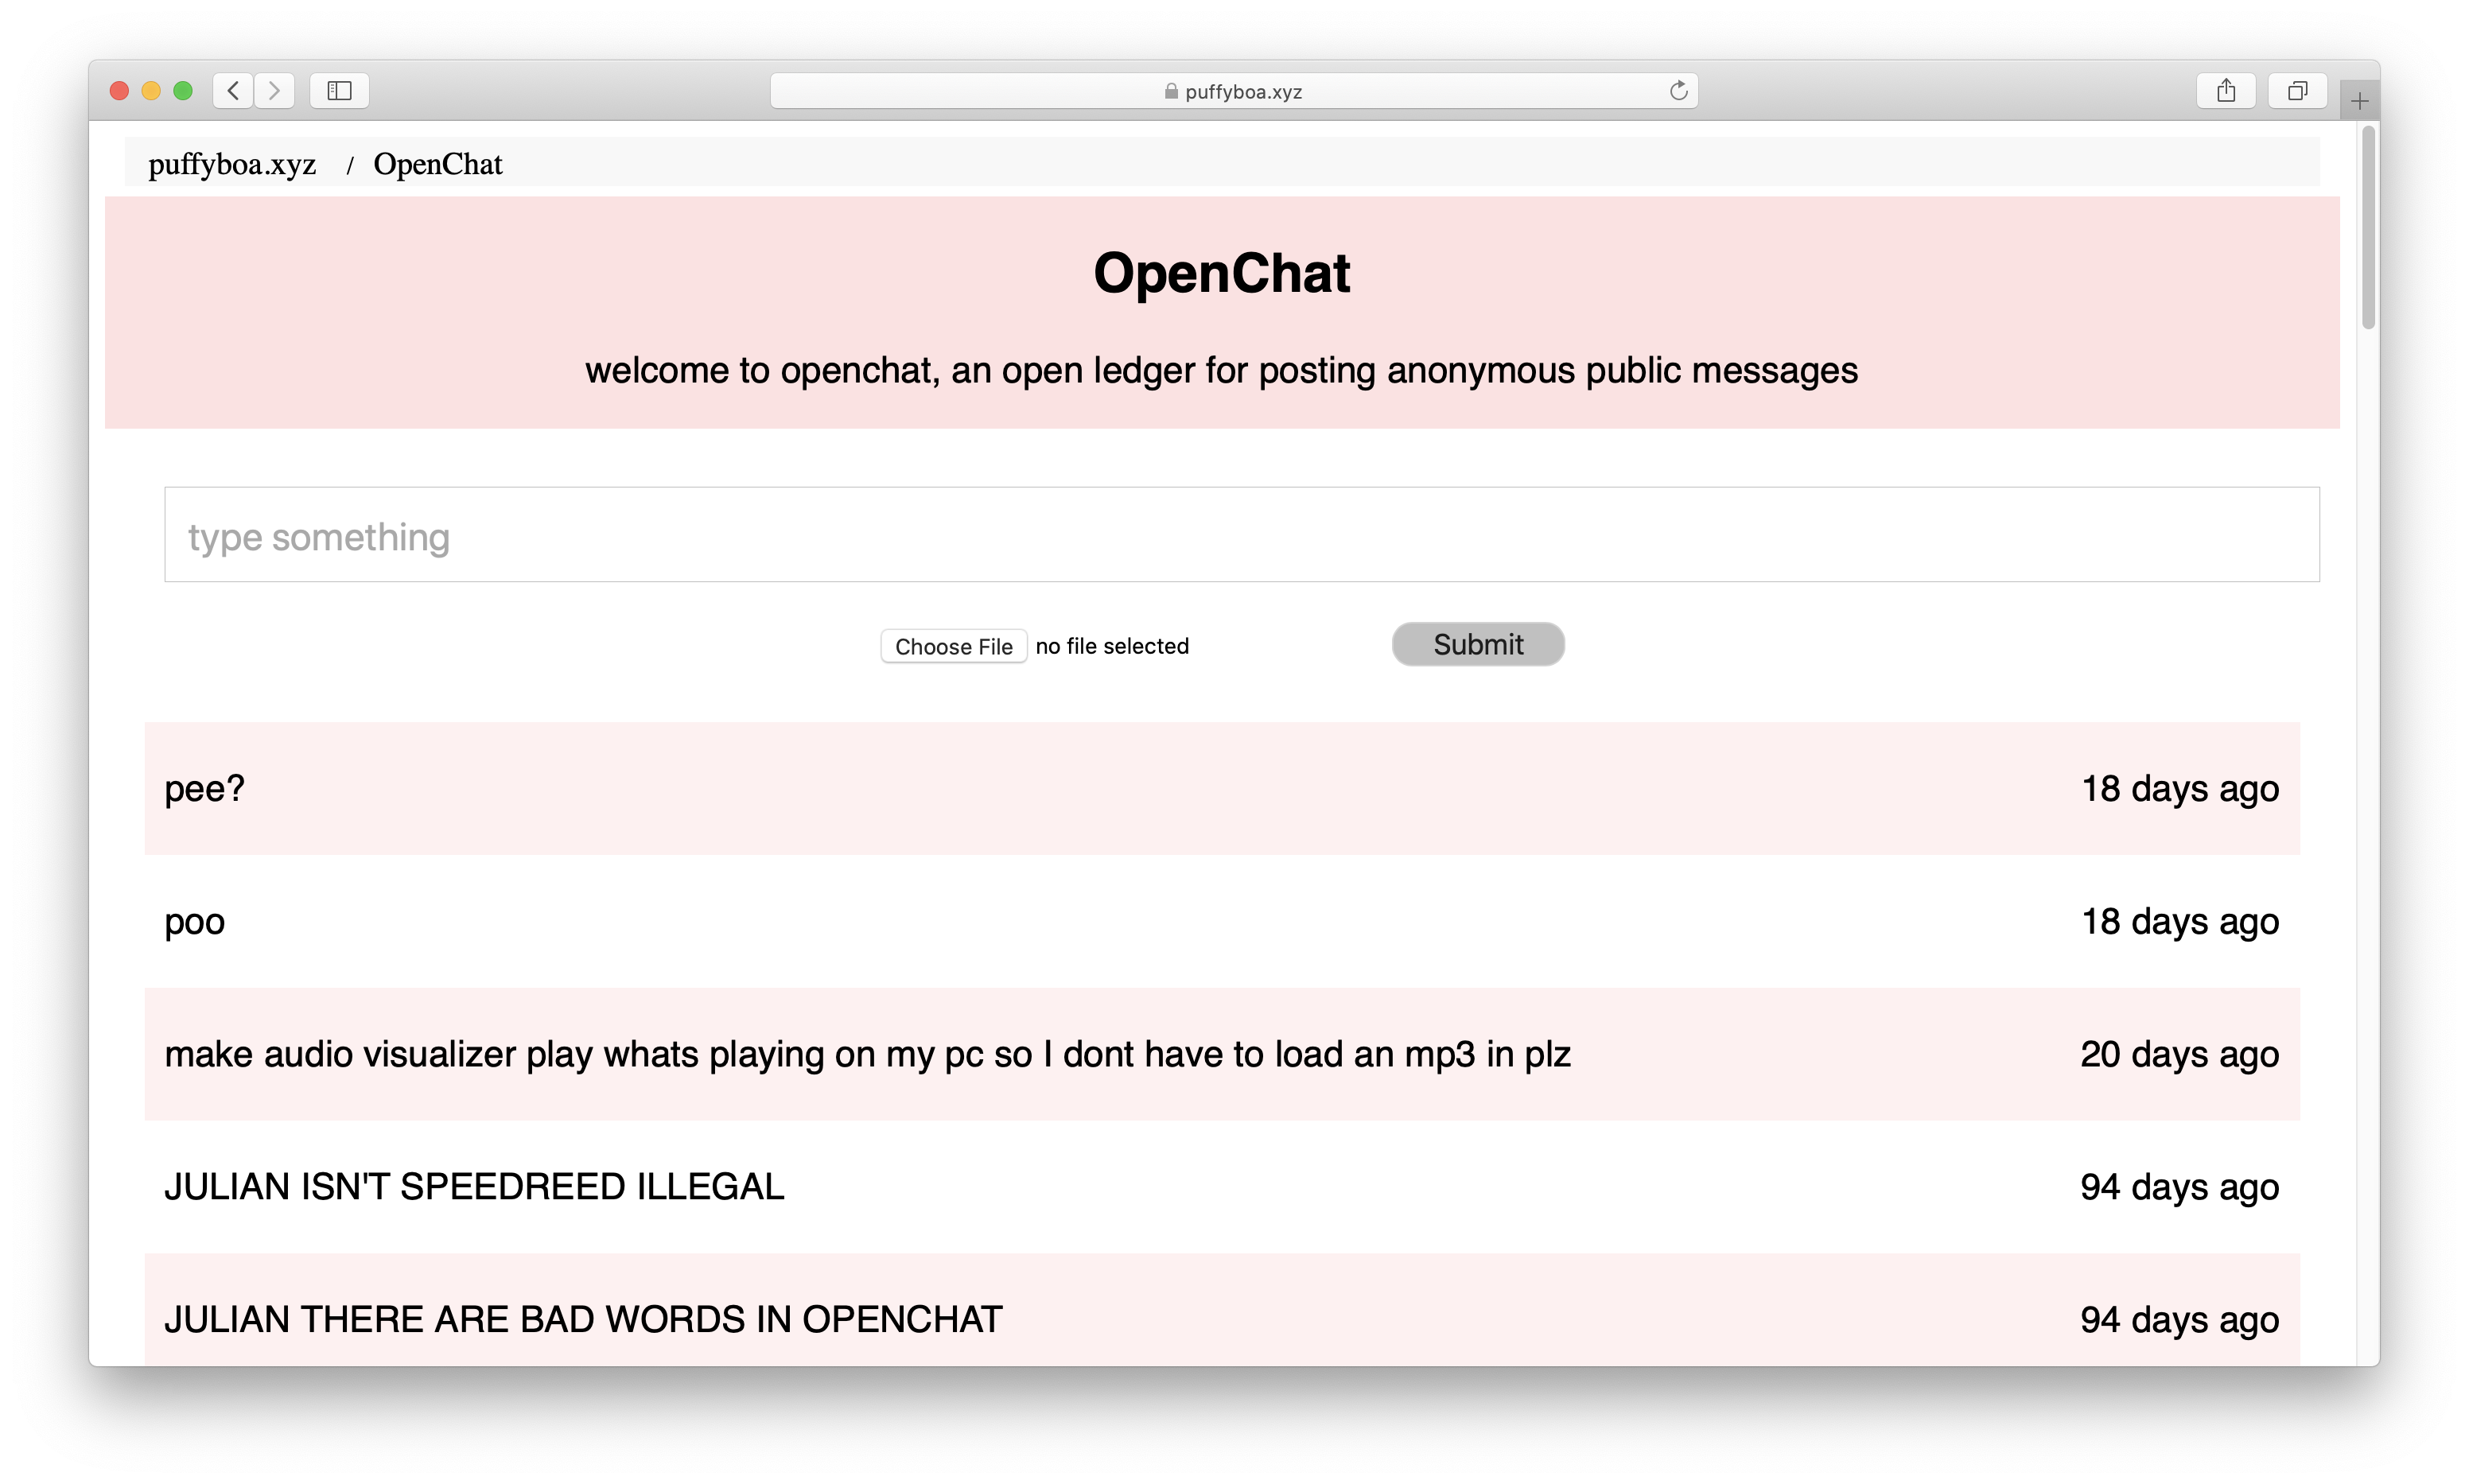 puffyboa.xyz
puffyboa.xyz / OpenChat
OpenChat
welcome to openchat, an open ledger for posting anonymous public messages
type something
Choose File no file selected Submit
pee? 18 days ago
poo 18 days ago
make audio visualizer play whats playing on my pc so I dont have to load an mp3 in plz 20 days ago
JULIAN ISN'T SPEEDREED ILLEGAL 94 days ago
JULIAN THERE ARE BAD WORDS IN OPENCHAT 94 days ago